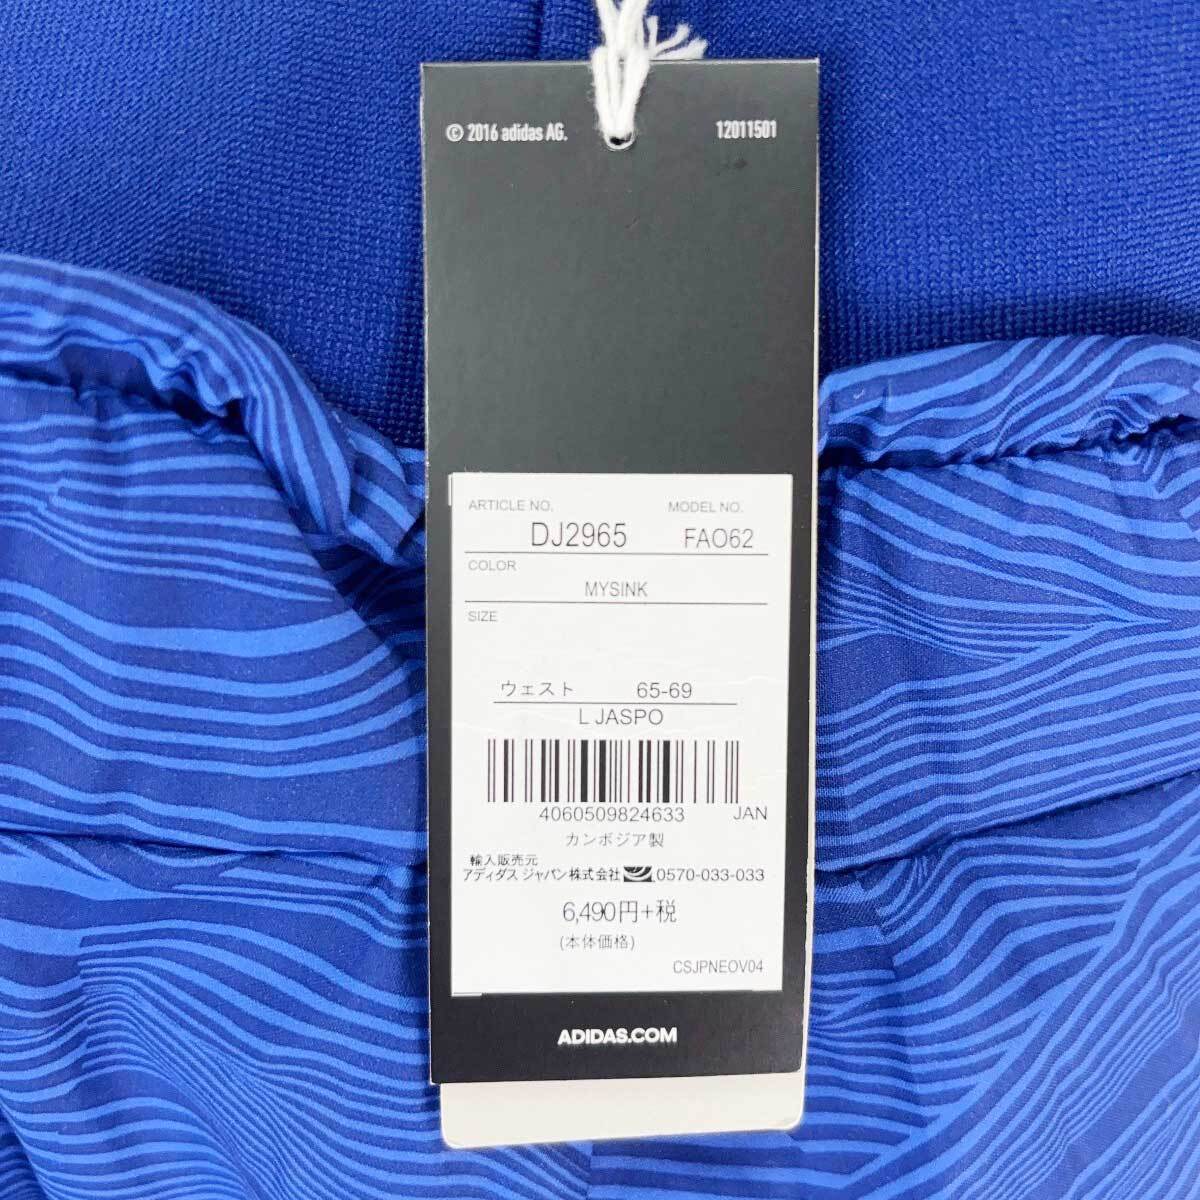 © 2016 adidas AG. 12011501
ARTICLE NO. MODEL NO.
DJ2965 FAO62
COLOR
MYSINK
SIZE
ウェスト 65-69
L JASPO
4060509824633 JAN
カンボジア製
輸入販売元
アディダス ジャパン株式会社 0570-033-033
6,490円+税
(本体価格)
CSJPNEOV04
ADIDAS.COM